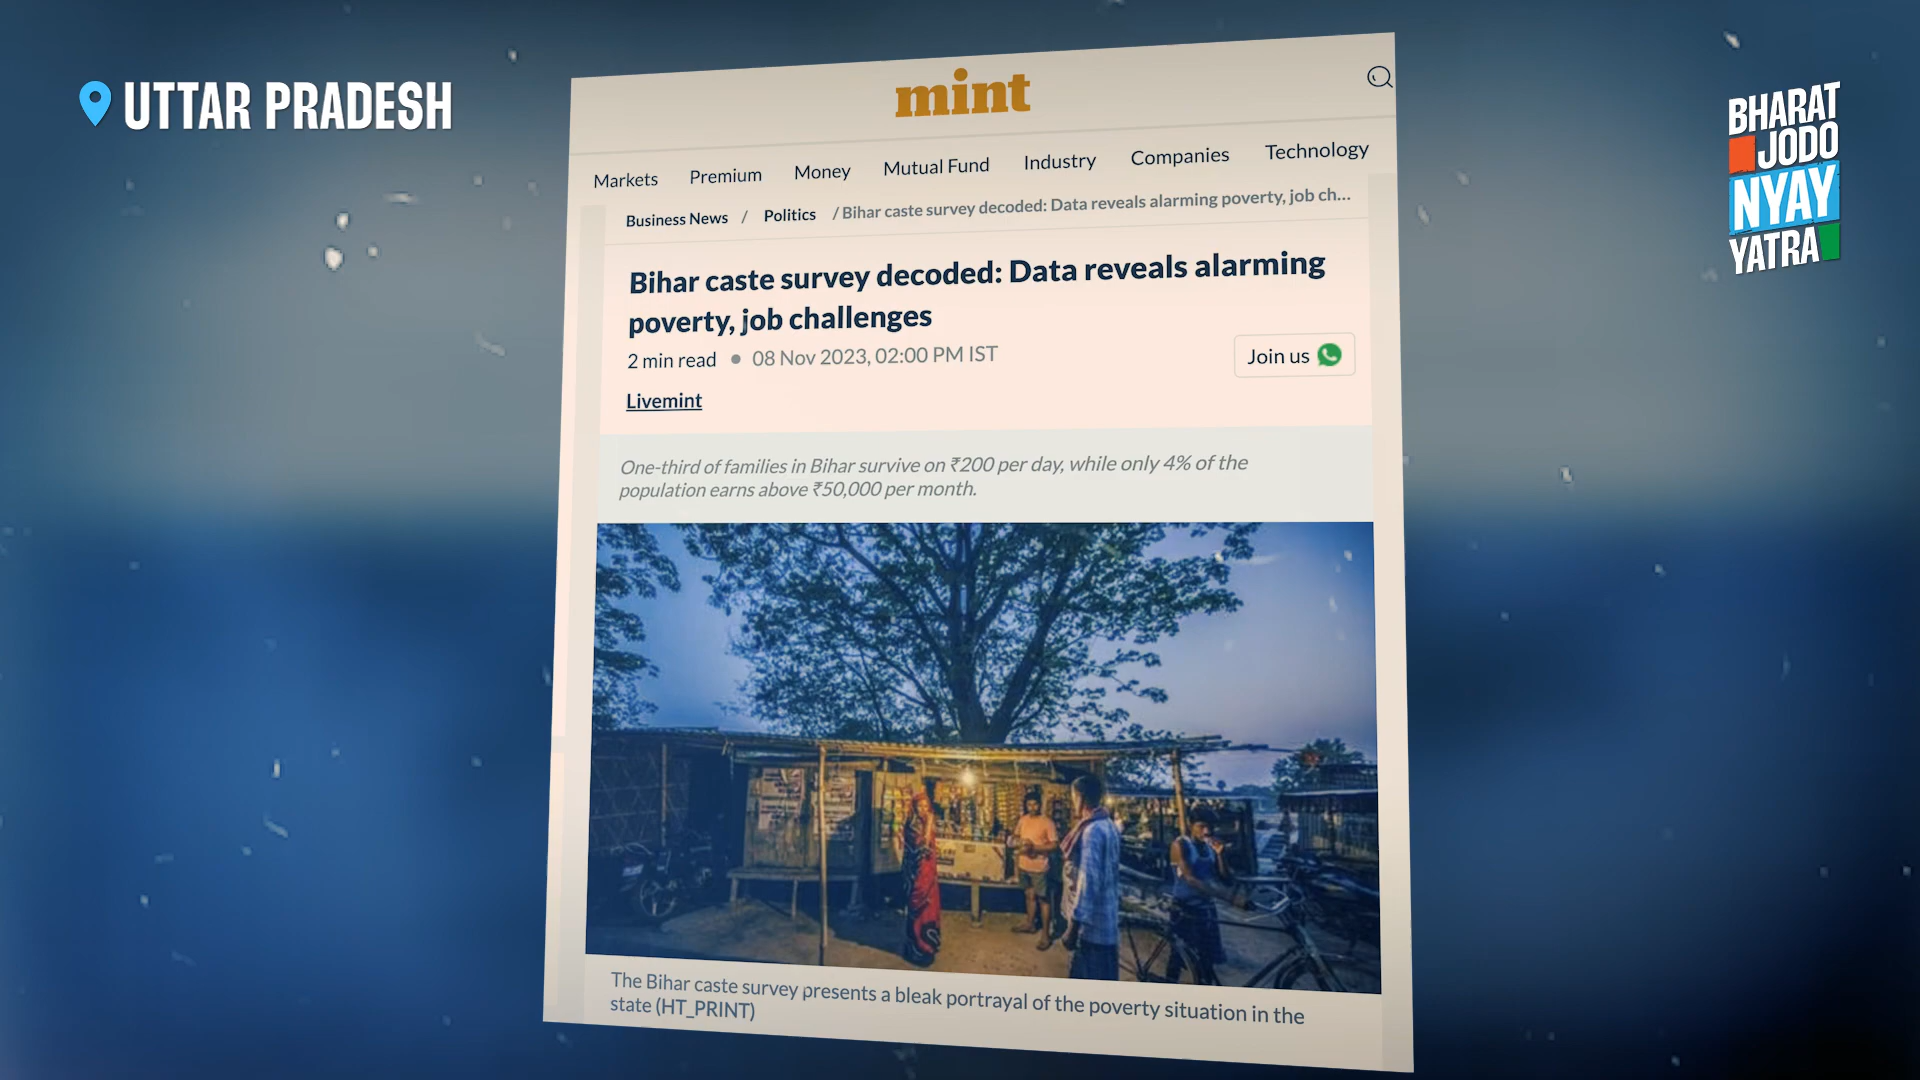 UTTAR PRADESH
BHARAT
JODO
NYAY
YATRA
mint
Markets Premium Money Mutual Fund Industry Companies Technology
Business News / Politics / Bihar caste survey decoded: Data reveals alarming poverty, job ch...
Bihar caste survey decoded: Data reveals alarming
poverty, job challenges
2 min read • 08 Nov 2023, 02:00 PM IST
Join us
Livemint
One-third of families in Bihar survive on ₹200 per day, while only 4% of the
population earns above ₹50,000 per month.
The Bihar caste survey presents a bleak portrayal of the poverty situation in the
state (HT_PRINT)